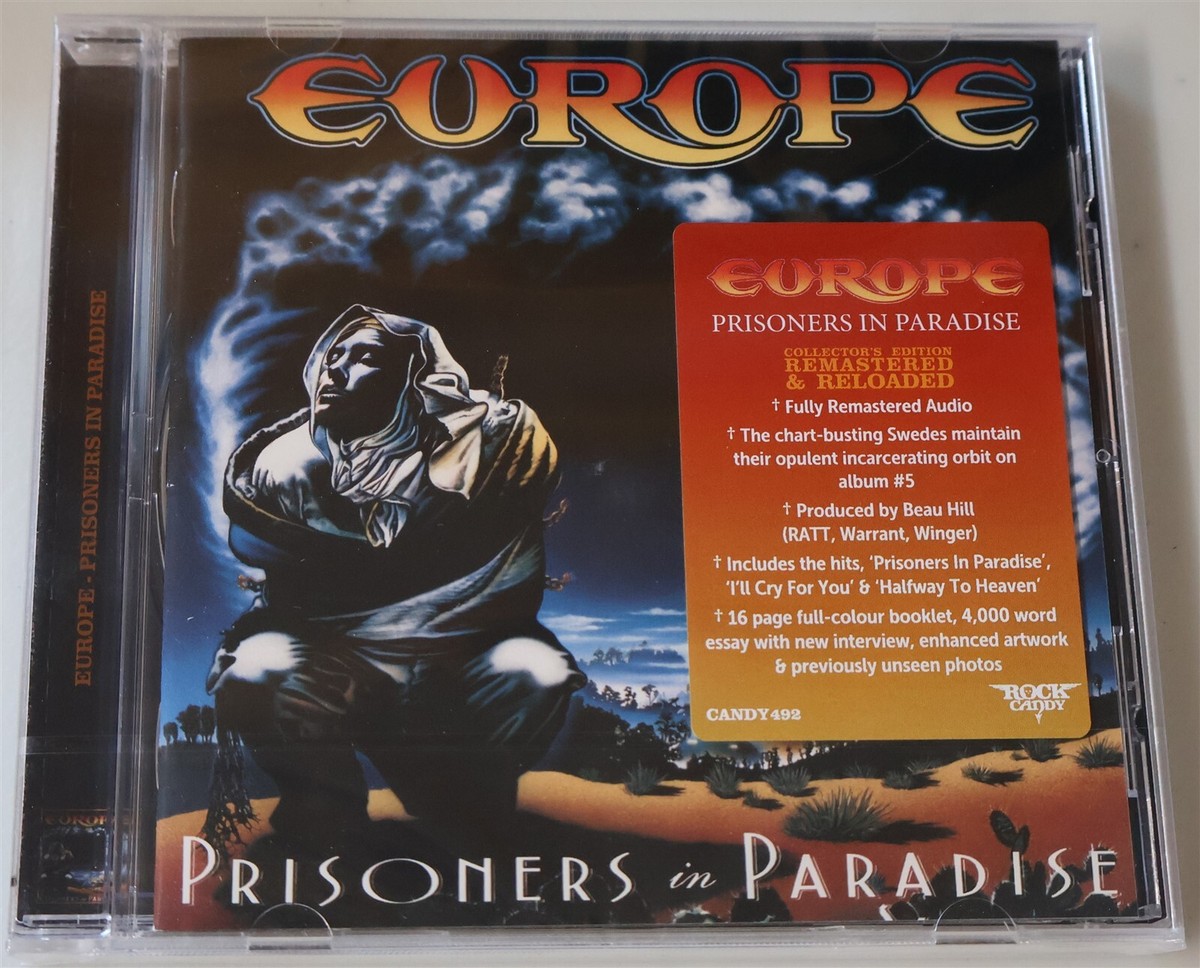 EUROPE
EUROPE - PRISONERS IN PARADISE
EUROPE
PRISONERS IN PARADISE
COLLECTOR'S EDITION
REMASTERED
& RELOADED
† Fully Remastered Audio
† The chart-busting Swedes maintain
their opulent incarcerating orbit on
album #5
† Produced by Beau Hill
(RATT, Warrant, Winger)
† Includes the hits, ‘Prisoners In Paradise’,
‘I’ll Cry For You’ & ‘Halfway To Heaven’
† 16 page full-colour booklet, 4,000 word
essay with new interview, enhanced artwork
& previously unseen photos
CANDY492
ROCK
CANDY
EUROPE
PRISONERS in PARADISE